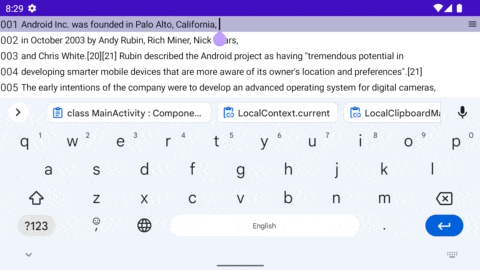 8:29
001 Android Inc. was founded in Palo Alto, California,
002 in October 2003 by Andy Rubin, Rich Miner, Nick ars,
003 and Chris White.[20][21] Rubin described the Android project as having "tremendous potential in
004 developing smarter mobile devices that are more aware of its owner's location and preferences".[21]
005 The early intentions of the company were to develop an advanced operating system for digital cameras,
class MainActivity : Compone... LocalContext.current LocalClipboardMa
q 1 w 2 e 3 r 4 t 5 y 6 u 7 i 8 o 9 p 0
a s d f g h j k l
z x c v b n m
?123 , English .